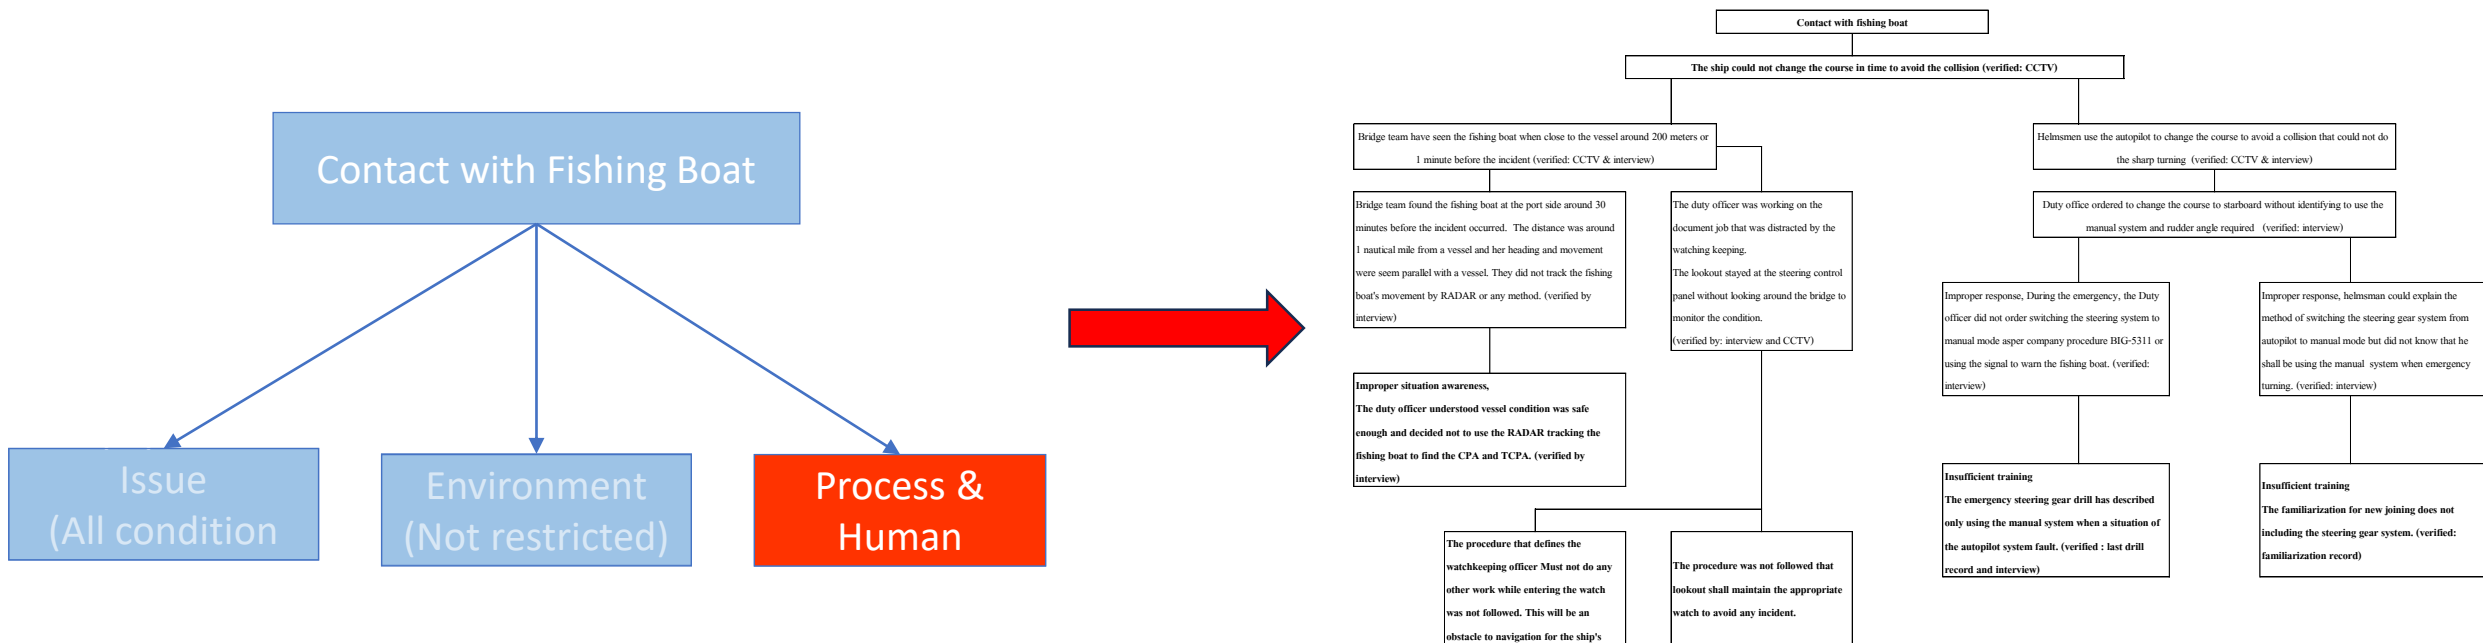 Contact with Fishing Boat
Issue
(All condition
Environment
(Not restricted)
Process &
Human
Contact with fishing boat
The ship could not change the course in time to avoid the collision (verified: CCTV)
Bridge team have seen the fishing boat when close to the vessel around 200 meters or
1 minute before the incident (verified: CCTV & interview)
Helmsmen use the autopilot to change the course to avoid a collision that could not do
the sharp turning (verified: CCTV & interview)
Bridge team found the fishing boat at the port side around 30
minutes before the incident occurred. The distance was around
1 nautical mile from a vessel and her heading and movement
were seem parallel with a vessel. They did not track the fishing
boat's movement by RADAR or any method. (verified by
interview)
The duty officer was working on the
document job that was distracted by the
watching keeping.
The lookout stayed at the steering control
panel without looking around the bridge to
monitor the condition.
(verified by: interview and CCTV)
Duty office ordered to change the course to starboard without identifying to use the
manual system and rudder angle required (verified: interview)
Improper response, During the emergency, the Duty
officer did not order switching the steering system to
manual mode asper company procedure BIG-5311 or
using the signal to warn the fishing boat. (verified:
interview)
Improper response, helmsman could explain the
method of switching the steering gear system from
autopilot to manual mode but did not know that he
shall be using the manual system when emergency
turning. (verified: interview)
Improper situation awareness,
The duty officer understood vessel condition was safe
enough and decided not to use the RADAR tracking the
fishing boat to find the CPA and TCPA. (verified by
interview)
Insufficient training
The emergency steering gear drill has described
only using the manual system when a situation of
the autopilot system fault. (verified : last drill
record and interview)
Insufficient training
The familiarization for new joining does not
including the steering gear system. (verified:
familiarization record)
The procedure that defines the
watchkeeping officer Must not do any
other work while entering the watch
was not followed. This will be an
obstacle to navigation for the ship's
The procedure was not followed that
lookout shall maintain the appropriate
watch to avoid any incident.